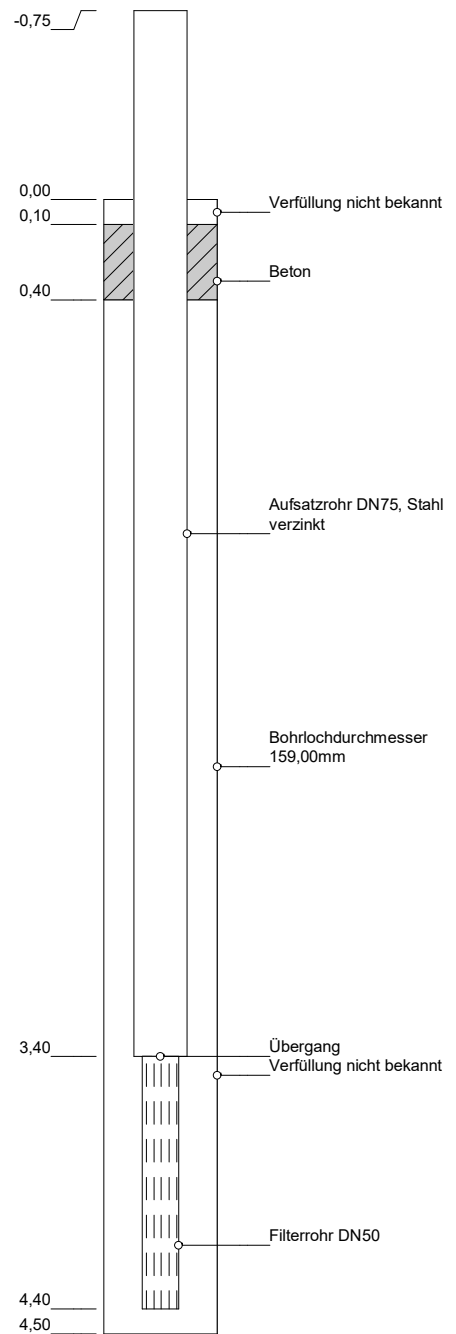 -0,75
0,00
Verfüllung nicht bekannt
0,10
Beton
0,40
Aufsatzrohr DN75, Stahl
verzinkt
Bohrlochdurchmesser
159,00mm
3,40
Übergang
Verfüllung nicht bekannt
Filterrohr DN50
4,40
4,50